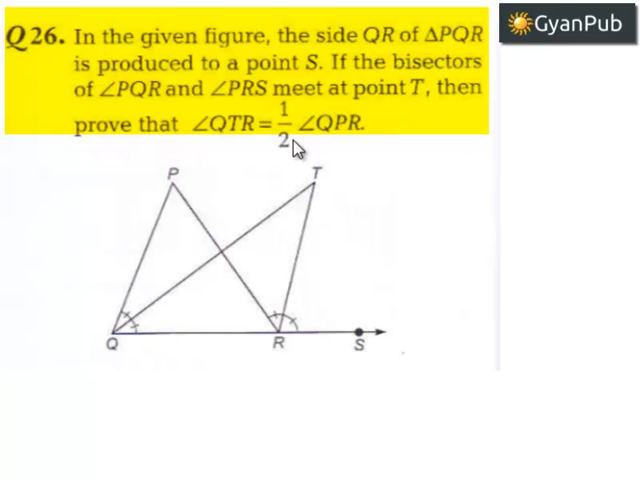 GyanPub
Q26. In the given figure, the side QR of ΔPQR
is produced to a point S. If the bisectors
of ∠PQR and ∠PRS meet at point T, then
prove that ∠QTR = 1/2 ∠QPR.
P T
Q R S